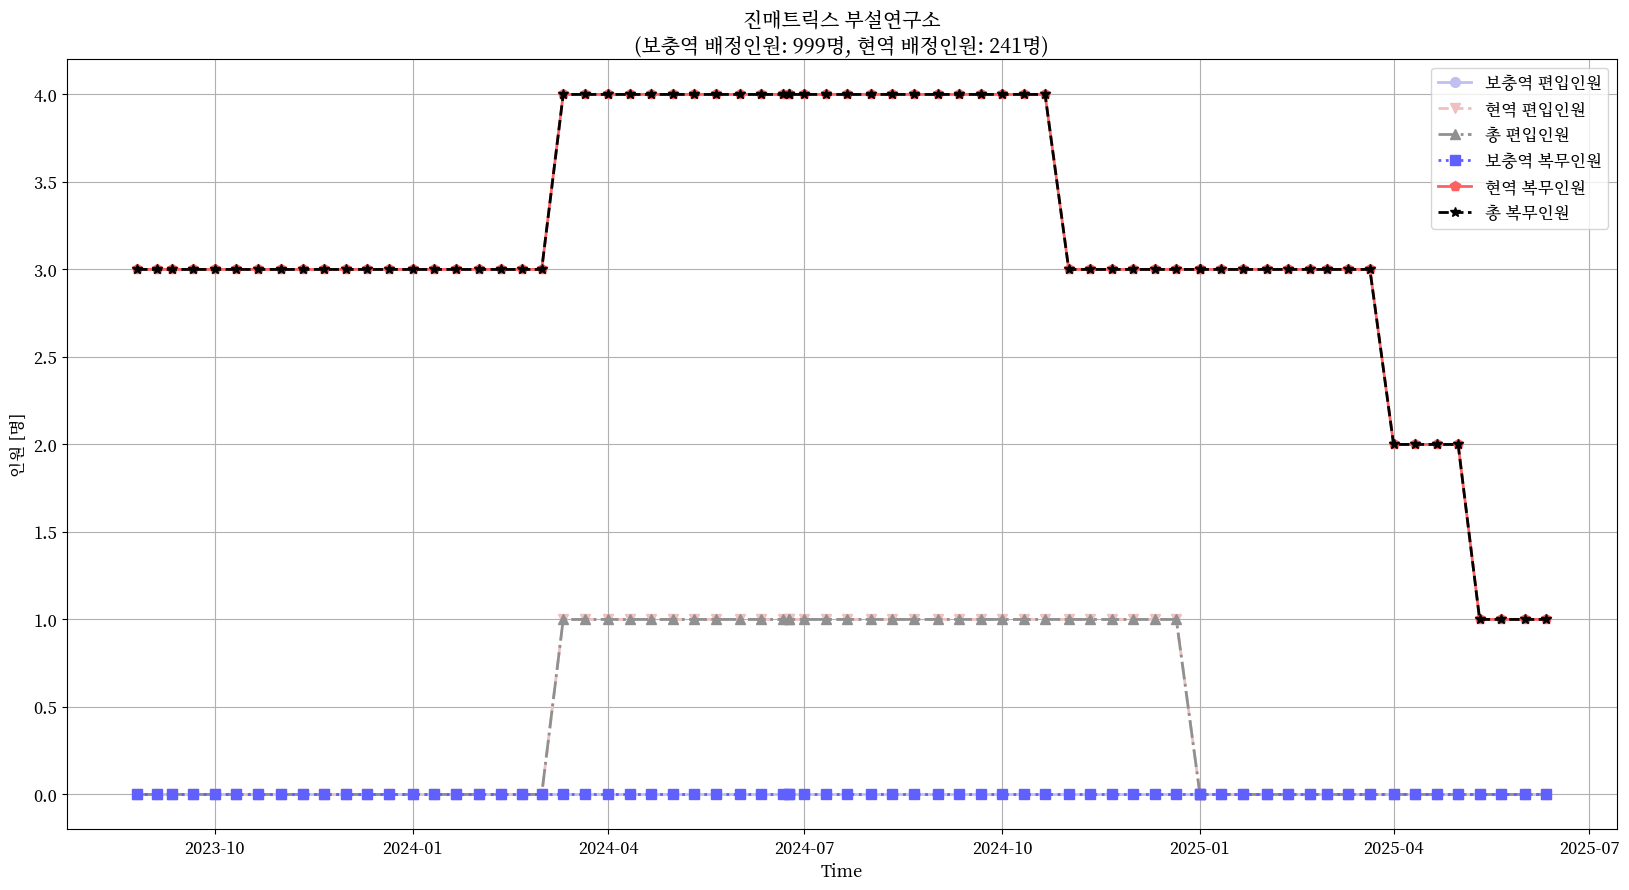 진매트릭스 부설연구소
(보충역 배정인원: 999명, 현역 배정인원: 241명)
보충역 편입인원
현역 편입인원
총 편입인원
보충역 복무인원
현역 복무인원
총 복무인원
인원 [명]
4.0
3.5
3.0
2.5
2.0
1.5
1.0
0.5
0.0
2023-10
2024-01
2024-04
2024-07
2024-10
2025-01
2025-04
2025-07
Time